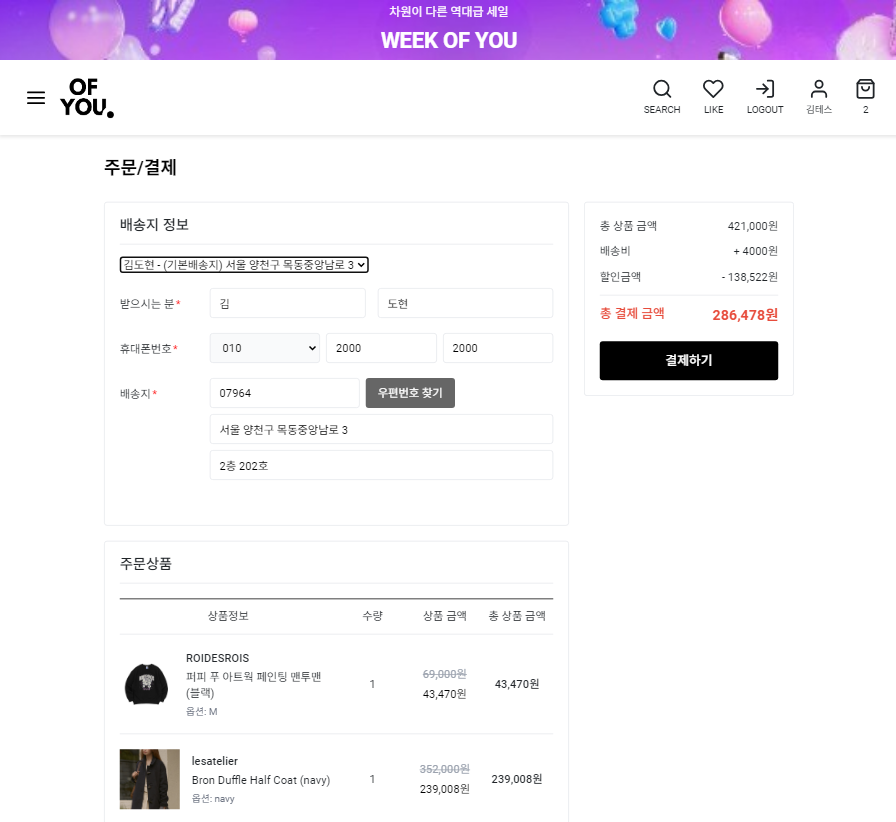 차원이 다른 역대급 세일
WEEK OF YOU
OF
YOU.
SEARCH
LIKE
LOGOUT
김테스
2
주문/결제
배송지 정보
김도현 - (기본배송지) 서울 양천구 목동중앙남로 3
받으시는 분*
김
도현
휴대폰번호*
010
2000
2000
배송지*
07964
우편번호 찾기
서울 양천구 목동중앙남로 3
2층 202호
총 상품 금액 421,000원
배송비 + 4000원
할인금액 - 138,522원
총 결제 금액 286,478원
결제하기
주문상품
상품정보 수량 상품 금액 총 상품 금액
ROIDESROIS
퍼피 푸 아트웍 페인팅 맨투맨
(블랙)
옵션: M
1
69,000원
43,470원
43,470원
lesatelier
Bron Duffle Half Coat (navy)
옵션: navy
1
352,000원
239,008원
239,008원